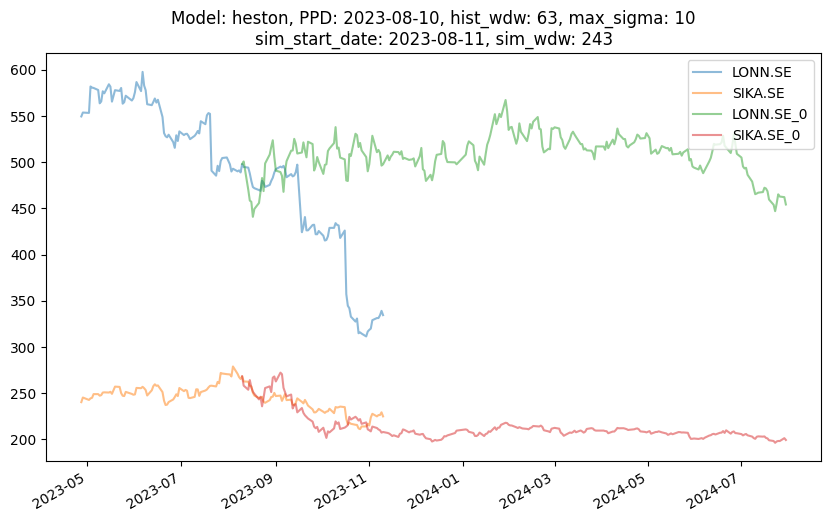 Model: heston, PPD: 2023-08-10, hist_wdw: 63, max_sigma: 10
sim_start_date: 2023-08-11, sim_wdw: 243
LONN.SE
SIKA.SE
LONN.SE_0
SIKA.SE_0
600
550
500
450
400
350
300
250
200
2023-05
2023-07
2023-09
2023-11
2024-01
2024-03
2024-05
2024-07